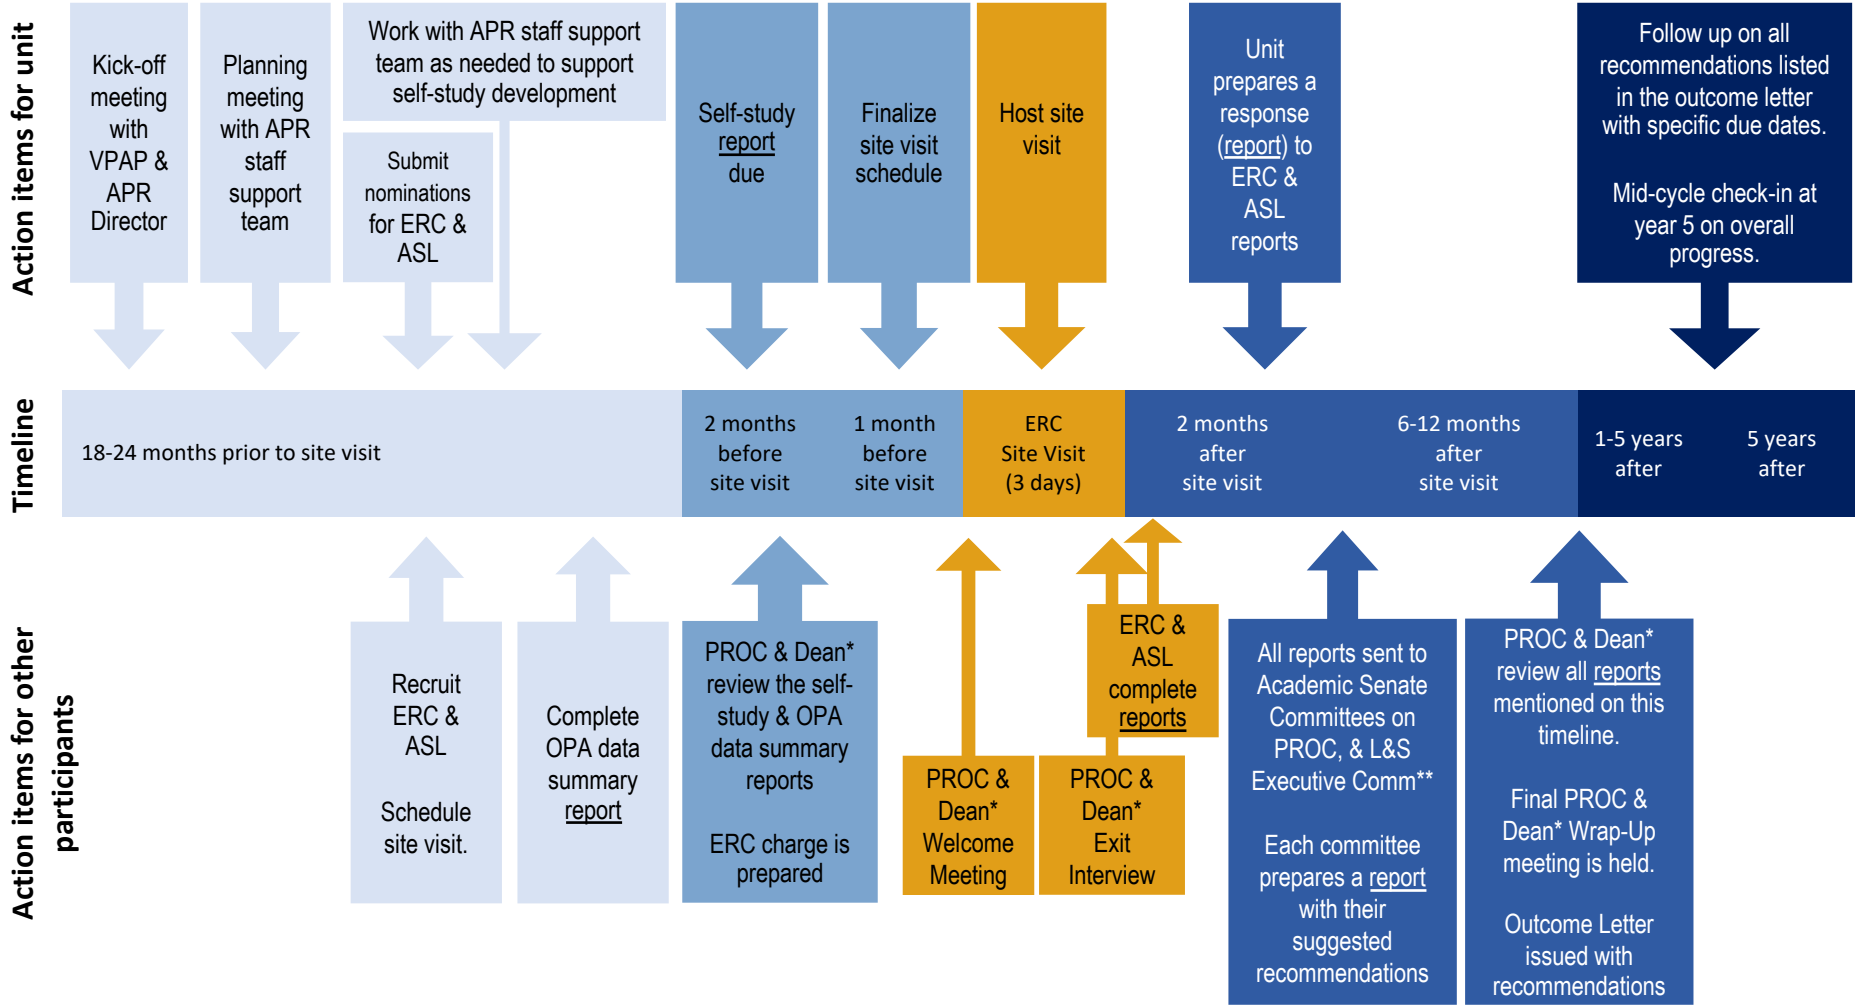 Action items for unit
Kick-off
meeting
with
VPAP &
APR
Director
Planning
meeting
with APR
staff
support
team
Work with APR staff support
team as needed to support
self-study development
Submit
nominations
for ERC &
ASL
Self-study
report
due
Finalize
site visit
schedule
Host site
visit
Unit
prepares a
response
(report) to
ERC &
ASL
reports
Follow up on all
recommendations listed
in the outcome letter
with specific due dates.
Mid-cycle check-in at
year 5 on overall
progress.
Timeline
18-24 months prior to site visit
2 months
before
site visit
1 month
before
site visit
ERC
Site Visit
(3 days)
2 months
after
site visit
6-12 months
after
site visit
1-5 years
after
5 years
after
Action items for other
participants
Recruit
ERC &
ASL
Schedule
site visit.
Complete
OPA data
summary
report
PROC & Dean*
review the self-
study & OPA
data summary
reports
ERC charge is
prepared
PROC &
Dean*
Welcome
Meeting
PROC &
Dean*
Exit
Interview
ERC &
ASL
complete
reports
All reports sent to
Academic Senate
Committees on
PROC, & L&S
Executive Comm**
Each committee
prepares a report
with their
suggested
recommendations
PROC & Dean*
review all reports
mentioned on this
timeline.
Final PROC &
Dean* Wrap-Up
meeting is held.
Outcome Letter
issued with
recommendations